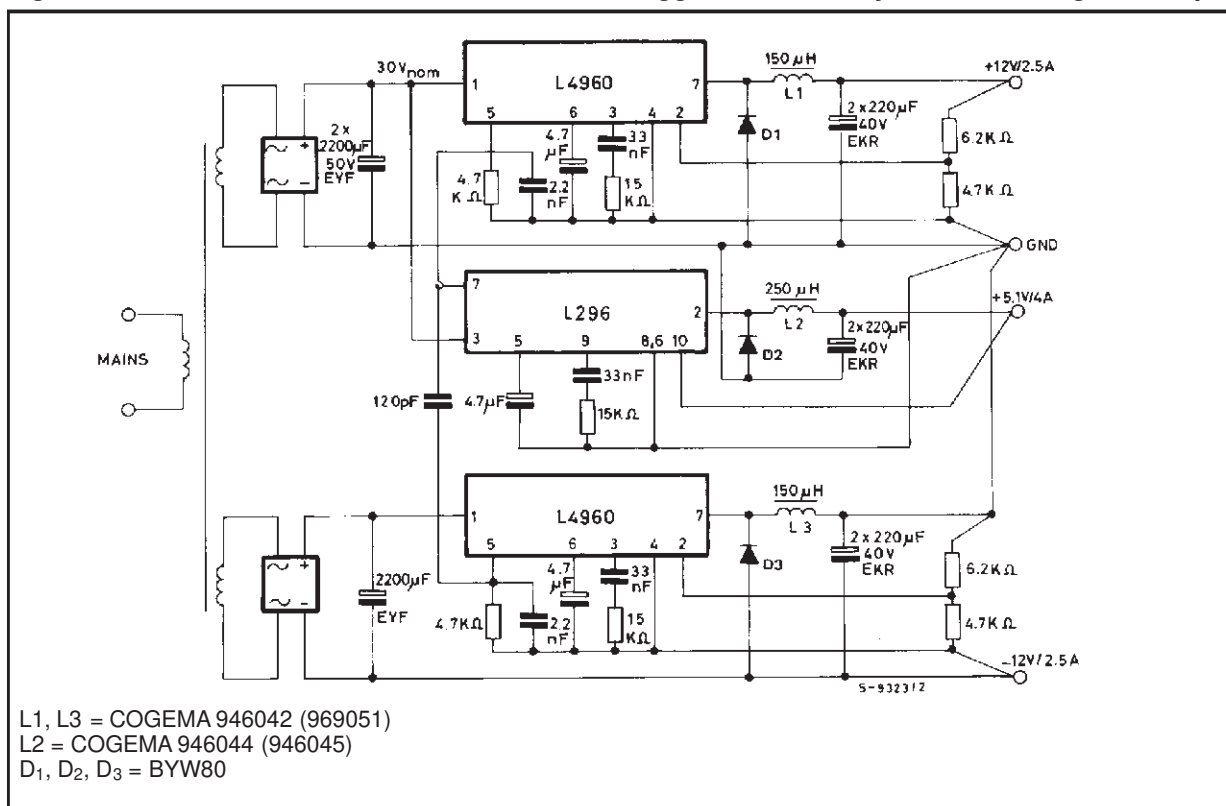 30V nom
1
L4960
7
5
6
3
4
2
150 µH
L1
+12V/2.5A
2 x
2200µF
50V
EYF
4.7
KΩ
2.2
nF
4.7
µF
33
nF
15
KΩ
D1
2x220µF
40V
EKR
6.2KΩ
4.7KΩ
GND
7
3
L296
2
5
9
8,6
10
250 µH
L2
+5.1V/4A
MAINS
120pF
4.7µF
33nF
15KΩ
D2
2x220µF
40V
EKR
1
L4960
7
5
6
3
4
2
150 µH
L3
2200µF
EYF
4.7KΩ
2.2
nF
4.7
µF
33
nF
15
KΩ
D3
2x220µF
40V
EKR
6.2KΩ
4.7KΩ
-12V/2.5A
S-9323/2
L1, L3 = COGEMA 946042 (969051)
L2 = COGEMA 946044 (946045)
D1, D2, D3 = BYW80